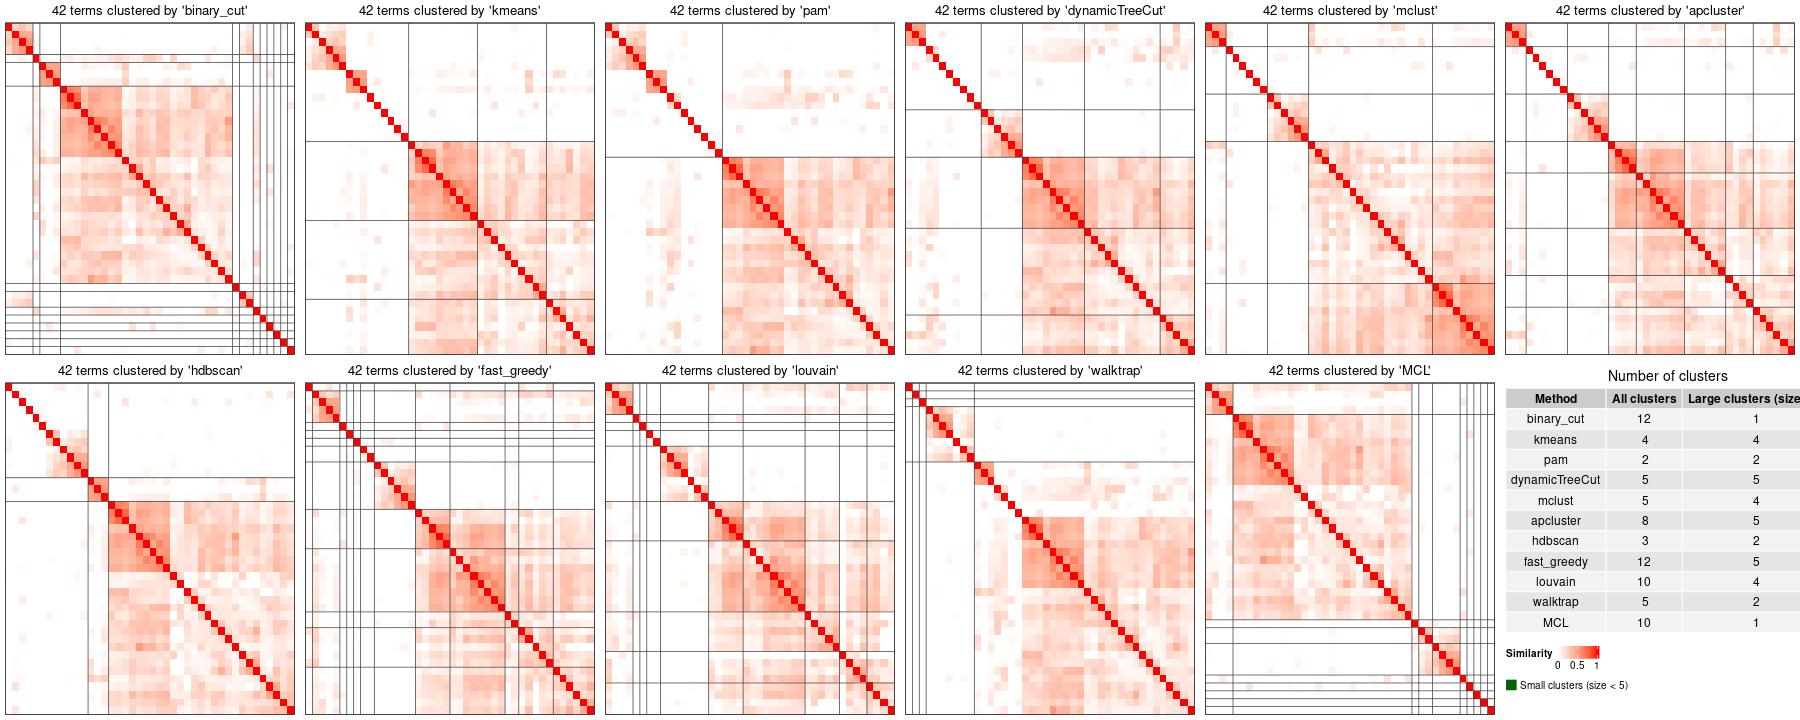 42 terms clustered by 'binary_cut'
42 terms clustered by 'kmeans'
42 terms clustered by 'pam'
42 terms clustered by 'dynamicTreeCut'
42 terms clustered by 'mclust'
42 terms clustered by 'apcluster'
42 terms clustered by 'hdbscan'
42 terms clustered by 'fast_greedy'
42 terms clustered by 'louvain'
42 terms clustered by 'walktrap'
42 terms clustered by 'MCL'
Number of clusters
Method All clusters Large clusters (size
binary_cut 12 1
kmeans 4 4
pam 2 2
dynamicTreeCut 5 5
mclust 5 4
apcluster 8 5
hdbscan 3 2
fast_greedy 12 5
louvain 10 4
walktrap 5 2
MCL 10 1
Similarity
0 0.5 1
Small clusters (size < 5)